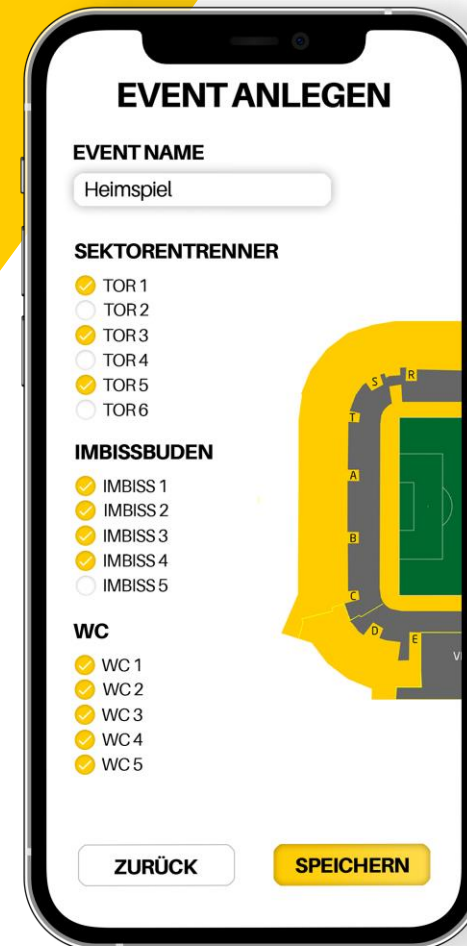 EVENT ANLEGEN
EVENT NAME
Heimspiel
SEKTORENTRENNER
TOR 1
TOR 2
TOR 3
TOR 4
TOR 5
TOR 6
IMBISSBUDEN
IMBISS 1
IMBISS 2
IMBISS 3
IMBISS 4
IMBISS 5
WC
WC 1
WC 2
WC 3
WC 4
WC 5
R
S
T
A
B
C
D
E
ZURÜCK
SPEICHERN